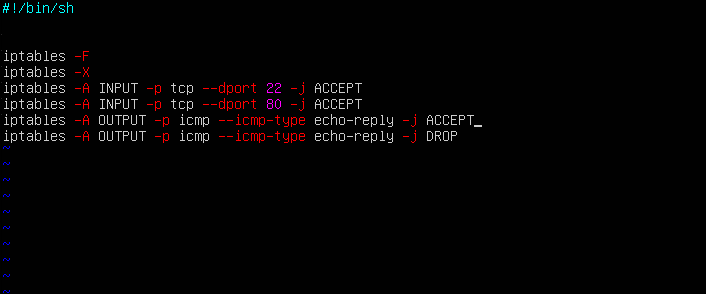 #!/bin/sh
iptables -F
iptables -X
iptables -A INPUT -p tcp --dport 22 -j ACCEPT
iptables -A INPUT -p tcp --dport 80 -j ACCEPT
iptables -A OUTPUT -p icmp --icmp-type echo-reply -j ACCEPT_
iptables -A OUTPUT -p icmp --icmp-type echo-reply -j DROP
~
~
~
~
~
~
~
~
~
~